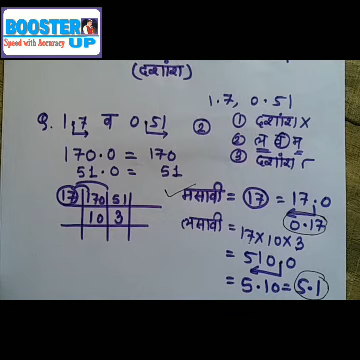 BOOSTER
UP
Speed with Accuracy
(दशांश)
1.7, 0.51
Q. 1.7 व 0.51 ②
① दशांश ×
② ल
③ दशांश
170.0 = 170
51.0 = 51
17 170 51
10 3
✓ मसावी = 17 = 17.0
0.17
लसावी = 17×10×3
= 510.0
= 5.10 = 5.1